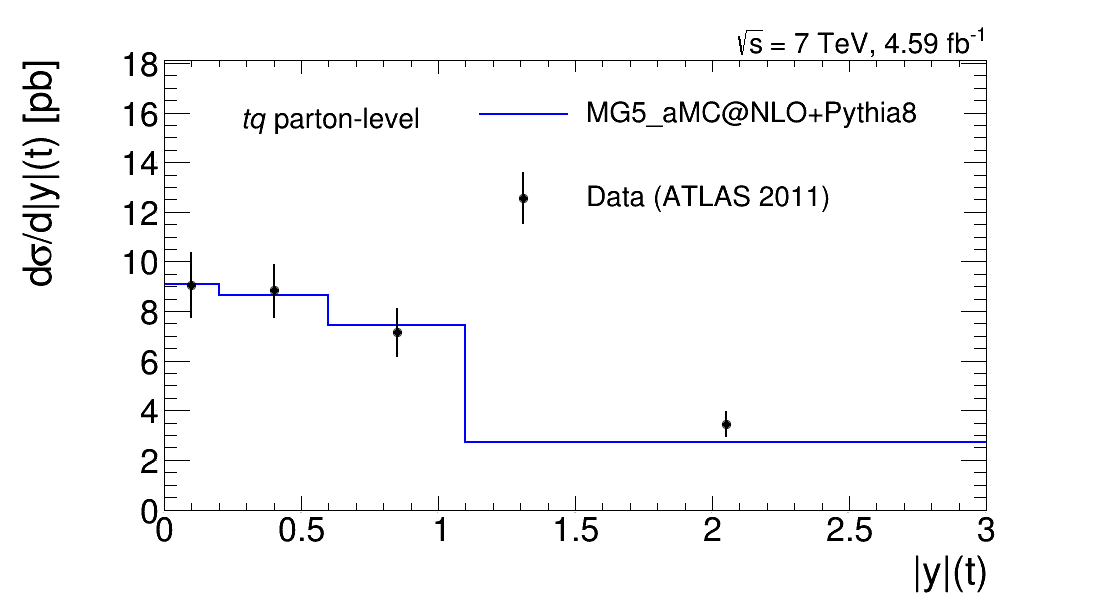 √s = 7 TeV, 4.59 fb⁻¹
dσ/d|y|(t) [pb]
18
16
14
12
10
8
6
4
2
0
tq parton-level
MG5_aMC@NLO+Pythia8
Data (ATLAS 2011)
0 0.5 1 1.5 2 2.5 3
|y|(t)